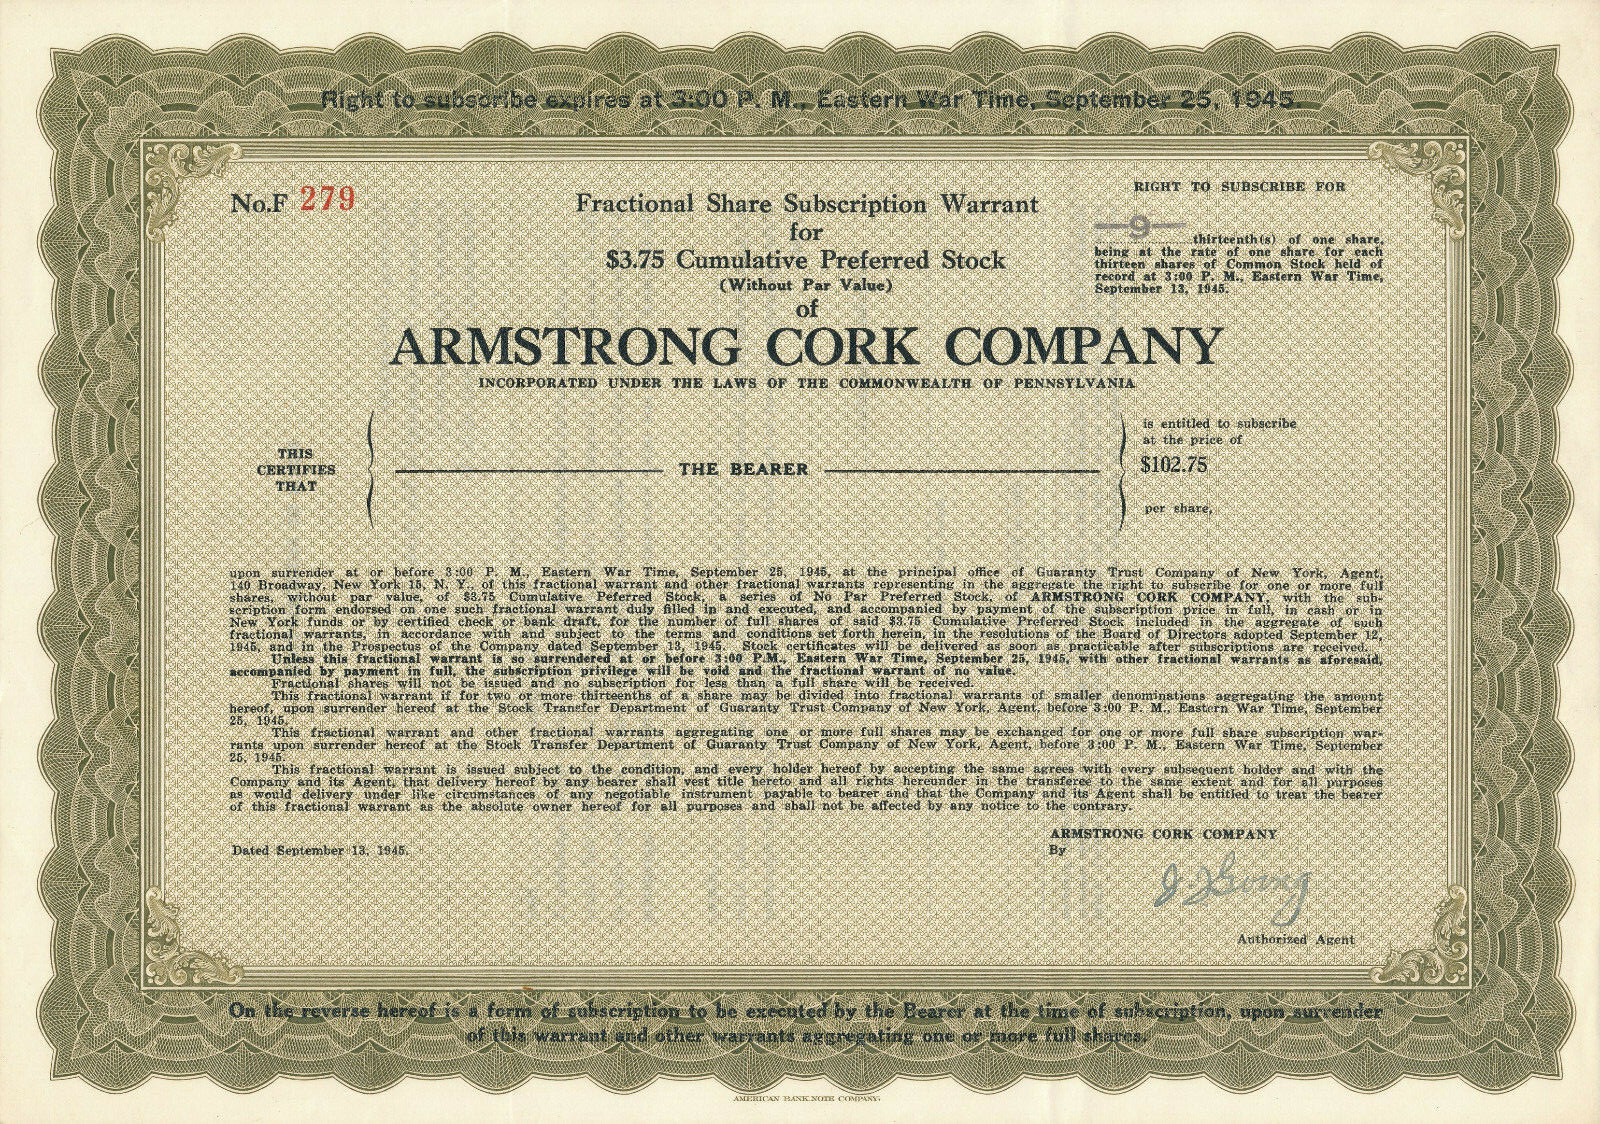 Right to subscribe expires at 3:00 P. M., Eastern War Time, September 25, 1945.
No.F 279
Fractional Share Subscription Warrant
for
$3.75 Cumulative Preferred Stock
(Without Par Value)
of
RIGHT TO SUBSCRIBE FOR
—9—
thirteenth(s) of one share,
being at the rate of one share for each
thirteen shares of Common Stock held of
record at 3:00 P. M., Eastern War Time,
September 13, 1945.
ARMSTRONG CORK COMPANY
INCORPORATED UNDER THE LAWS OF THE COMMONWEALTH OF PENNSYLVANIA
THIS
CERTIFIES
THAT
THE BEARER
is entitled to subscribe
at the price of
$102.75
per share,
upon surrender at or before 3:00 P. M., Eastern War Time, September 25, 1945, at the principal office of Guaranty Trust Company of New York, Agent,
140 Broadway, New York 15, N. Y., of this fractional warrant and other fractional warrants representing in the aggregate the right to subscribe for one or more full
shares, without par value, of $3.75 Cumulative Peferred Stock, a series of No Par Preferred Stock, of ARMSTRONG CORK COMPANY, with the sub-
scription form endorsed on one such fractional warrant duly filled in and executed, and accompanied by payment of the subscription price in full, in cash or in
New York funds or by certified check or bank draft, for the number of full shares of said $3.75 Cumulative Preferred Stock included in the aggregate of such
fractional warrants, in accordance with and subject to the terms and conditions set forth herein, in the resolutions of the Board of Directors adopted September 12,
1945, and in the Prospectus of the Company dated September 13, 1945. Stock certificates will be delivered as soon as practicable after subscriptions are received.
Unless this fractional warrant is so surrendered at or before 3:00 P.M., Eastern War Time, September 25, 1945, with other fractional warrants as aforesaid,
accompanied by payment in full, the subscription privilege will be void and the fractional warrant of no value.
Fractional shares will not be issued and no subscription for less than a full share will be received.
This fractional warrant if for two or more thirteenths of a share may be divided into fractional warrants of smaller denominations aggregating the amount
hereof, upon surrender hereof at the Stock Transfer Department of Guaranty Trust Company of New York, Agent, before 3:00 P. M., Eastern War Time, September
25, 1945.
This fractional warrant and other fractional warrants aggregating one or more full shares may be exchanged for one or more full share subscription war-
rants upon surrender hereof at the Stock Transfer Department of Guaranty Trust Company of New York, Agent, before 3:00 P. M., Eastern War Time, September
25, 1945.
This fractional warrant is issued subject to the condition, and every holder hereof by accepting the same agrees with every subsequent holder and with the
Company and its Agent, that delivery hereof by any bearer shall vest title hereto and all rights hereunder in the transferee to the same extent and for all purposes
as would delivery under like circumstances of any negotiable instrument payable to bearer and that the Company and its Agent shall be entitled to treat the bearer
of this fractional warrant as the absolute owner hereof for all purposes and shall not be affected by any notice to the contrary.
Dated September 13, 1945.
ARMSTRONG CORK COMPANY
By
Authorized Agent
On the reverse hereof is a form of subscription to be executed by the Bearer at the time of subscription, upon surrender
of this warrant and other warrants aggregating one or more full shares.
AMERICAN BANK NOTE COMPANY.